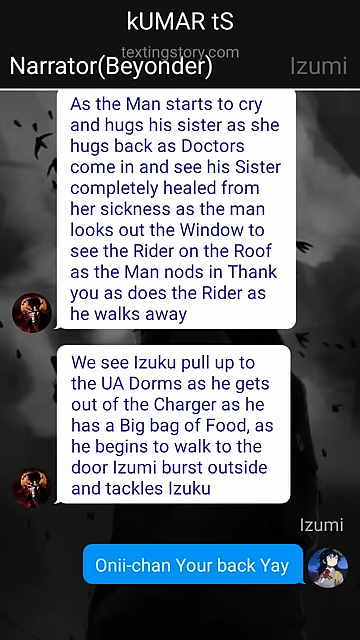 kUMAR tS
textingstory.com
Narrator(Beyonder) Izumi
As the Man starts to cry
and hugs his sister as she
hugs back as Doctors
come in and see his Sister
completely healed from
her sickness as the man
looks out the Window to
see the Rider on the Roof
as the Man nods in Thank
you as does the Rider as
he walks away
We see Izuku pull up to
the UA Dorms as he gets
out of the Charger as he
has a Big bag of Food, as
he begins to walk to the
door Izumi burst outside
and tackles Izuku
Izumi
Onii-chan Your back Yay